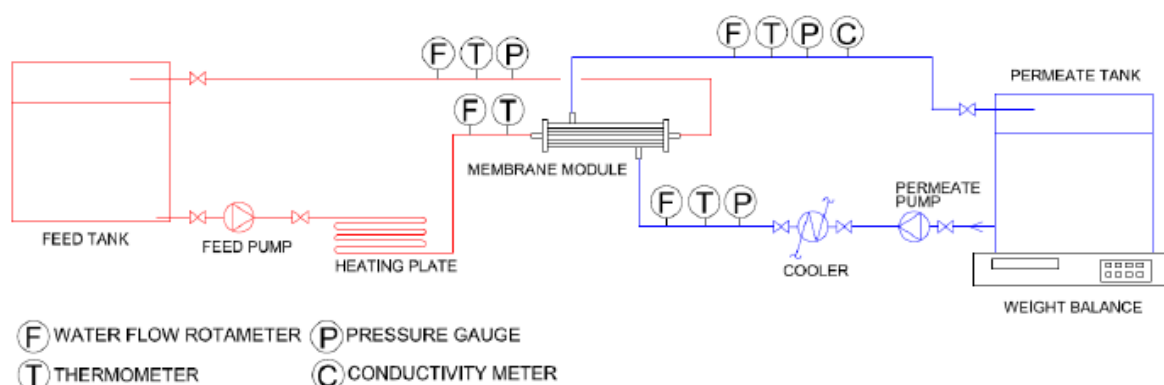 F T P C
F T P
PERMEATE TANK
F T
MEMBRANE MODULE
F T P
PERMEATE
PUMP
FEED TANK
FEED PUMP
HEATING PLATE
COOLER
WEIGHT BALANCE
F WATER FLOW ROTAMETER P PRESSURE GAUGE
T THERMOMETER C CONDUCTIVITY METER